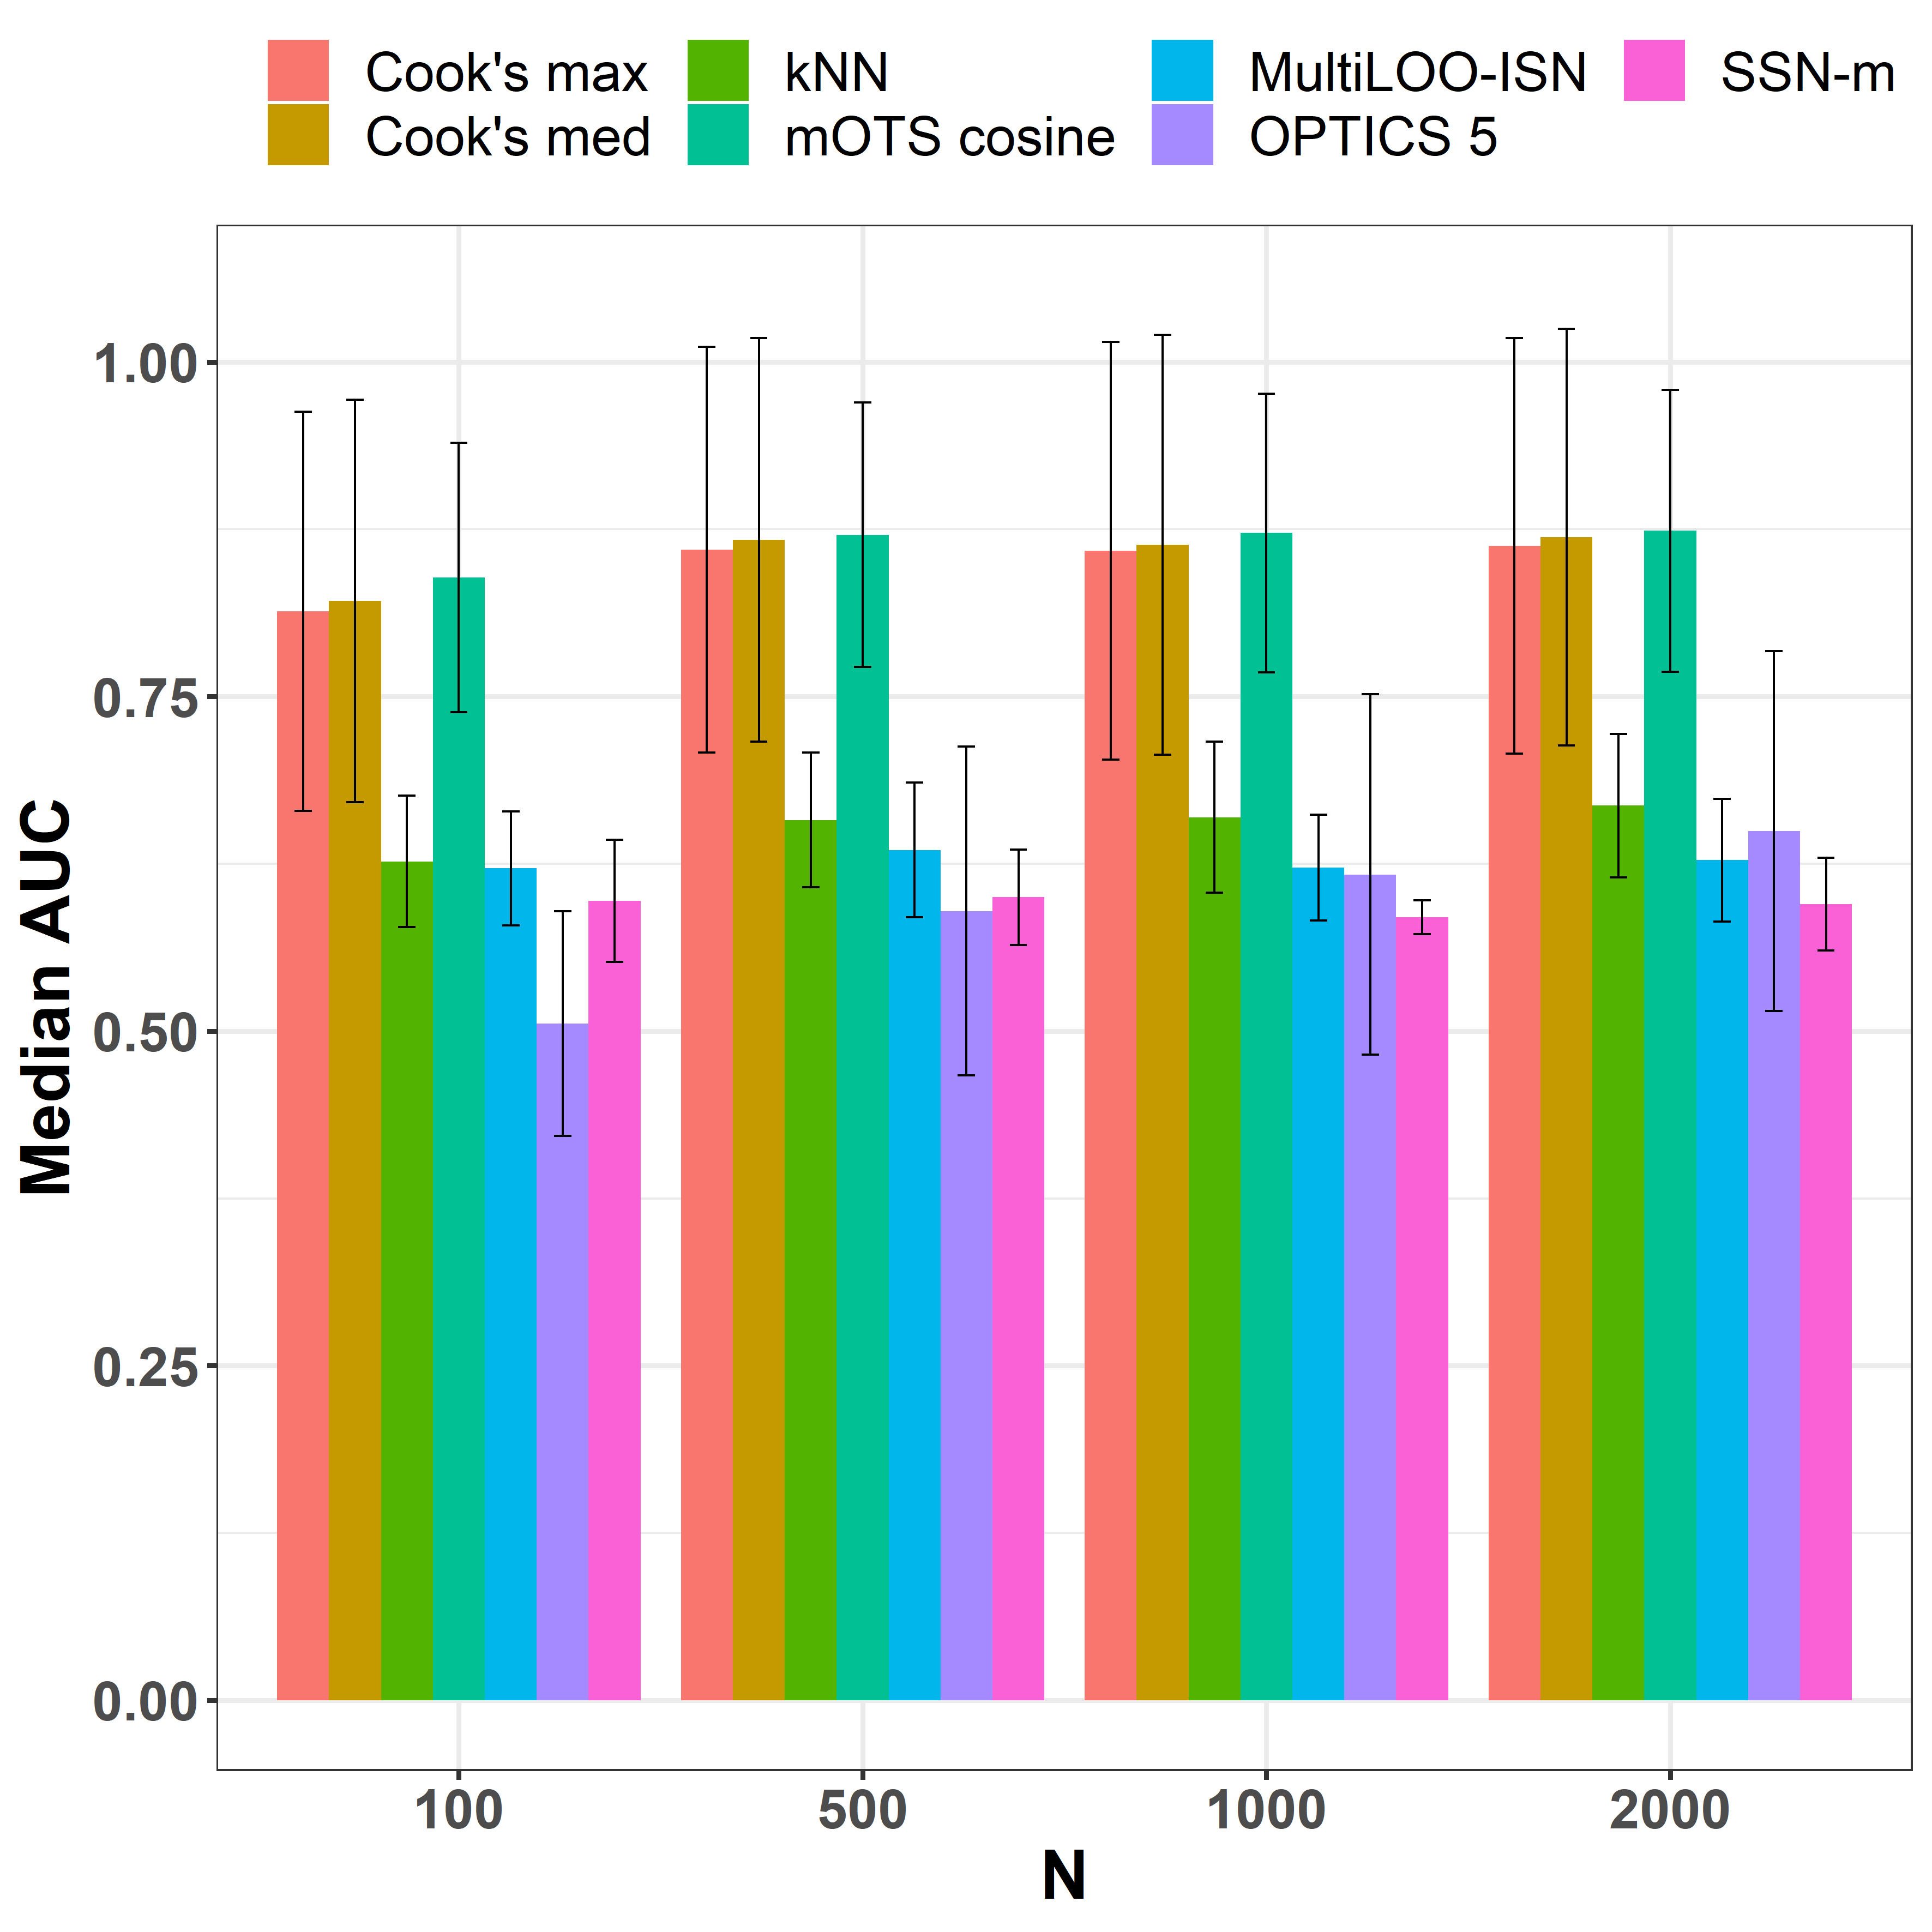 Cook's max kNN MultiLOO-ISN SSN-m
Cook's med mOTS cosine OPTICS 5
1.00
0.75
0.50
0.25
0.00
Median AUC
100 500 1000 2000
N